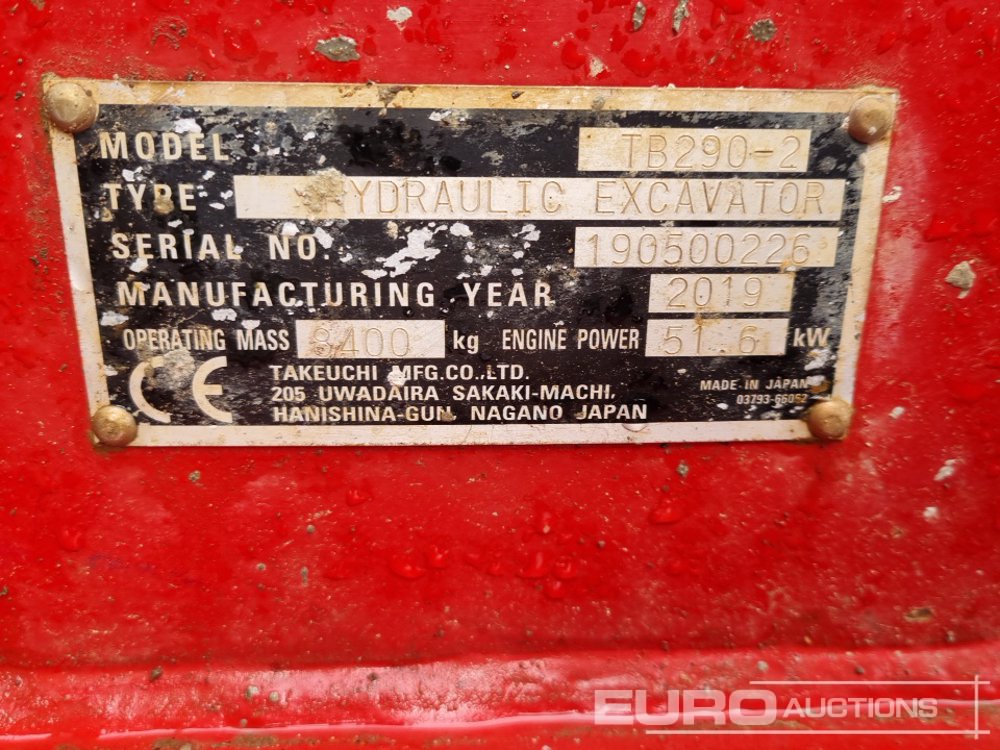 MODEL TB290-2
TYPE HYDRAULIC EXCAVATOR
SERIAL NO. 190500226
MANUFACTURING YEAR 2019
OPERATING MASS 8400 kg ENGINE POWER 51.6 kW
CE TAKEUCHI MFG.CO.,LTD.
205 UWADAIRA SAKAKI-MACHI,
HANISHINA-GUN, NAGANO JAPAN
MADE IN JAPAN
EURO AUCTIONS